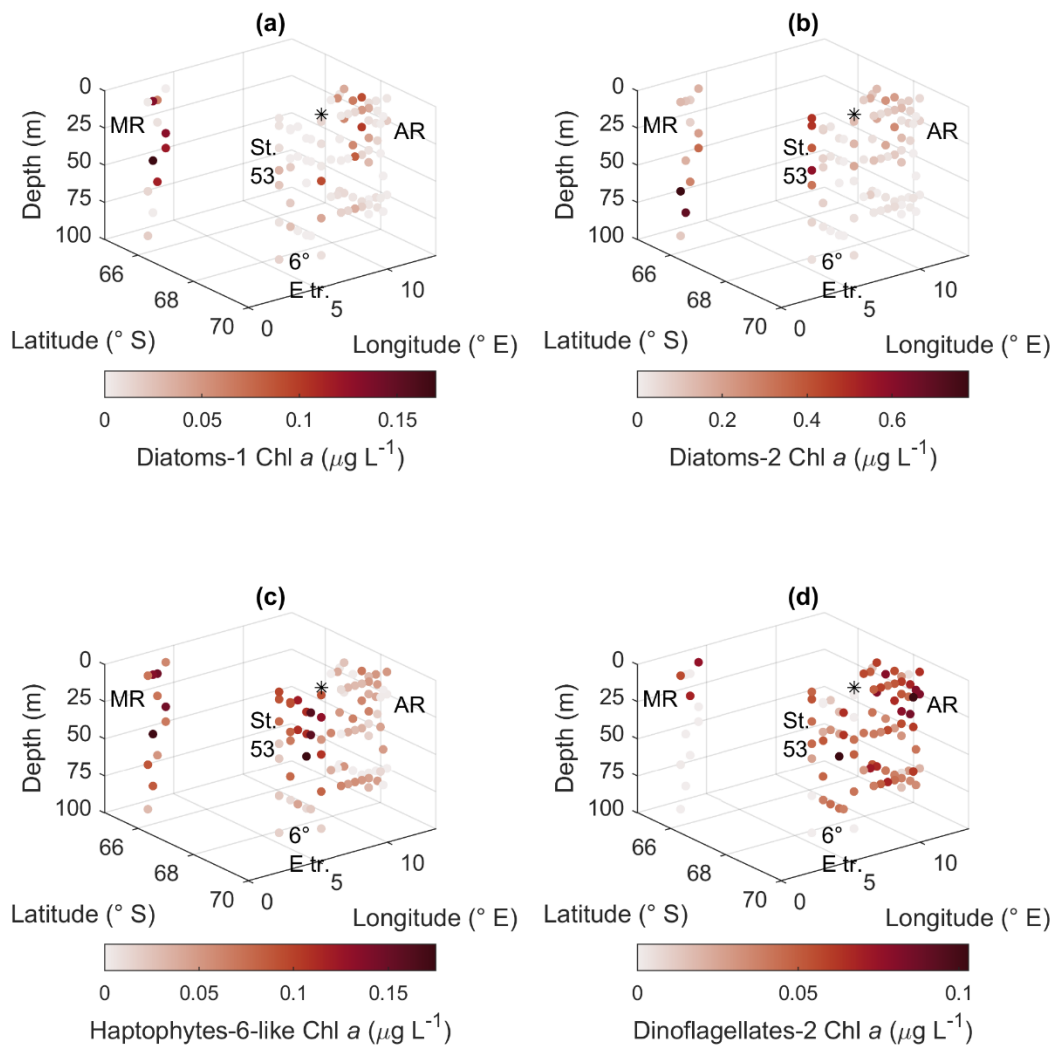 (a)
0
25
50
75
100
Depth (m)
MR
St.
53
AR
6°
E tr.
66
68
70
0
5
10
Latitude (° S)
Longitude (° E)
0
0.05
0.1
0.15
Diatoms-1 Chl a (μg L⁻¹)
(b)
0
25
50
75
100
Depth (m)
MR
St.
53
AR
6°
E tr.
66
68
70
0
5
10
Latitude (° S)
Longitude (° E)
0
0.2
0.4
0.6
Diatoms-2 Chl a (μg L⁻¹)
(c)
0
25
50
75
100
Depth (m)
MR
St.
53
AR
6°
E tr.
66
68
70
0
5
10
Latitude (° S)
Longitude (° E)
0
0.05
0.1
0.15
Haptophytes-6-like Chl a (μg L⁻¹)
(d)
0
25
50
75
100
Depth (m)
MR
St.
53
AR
6°
E tr.
66
68
70
0
5
10
Latitude (° S)
Longitude (° E)
0
0.05
0.1
Dinoflagellates-2 Chl a (μg L⁻¹)